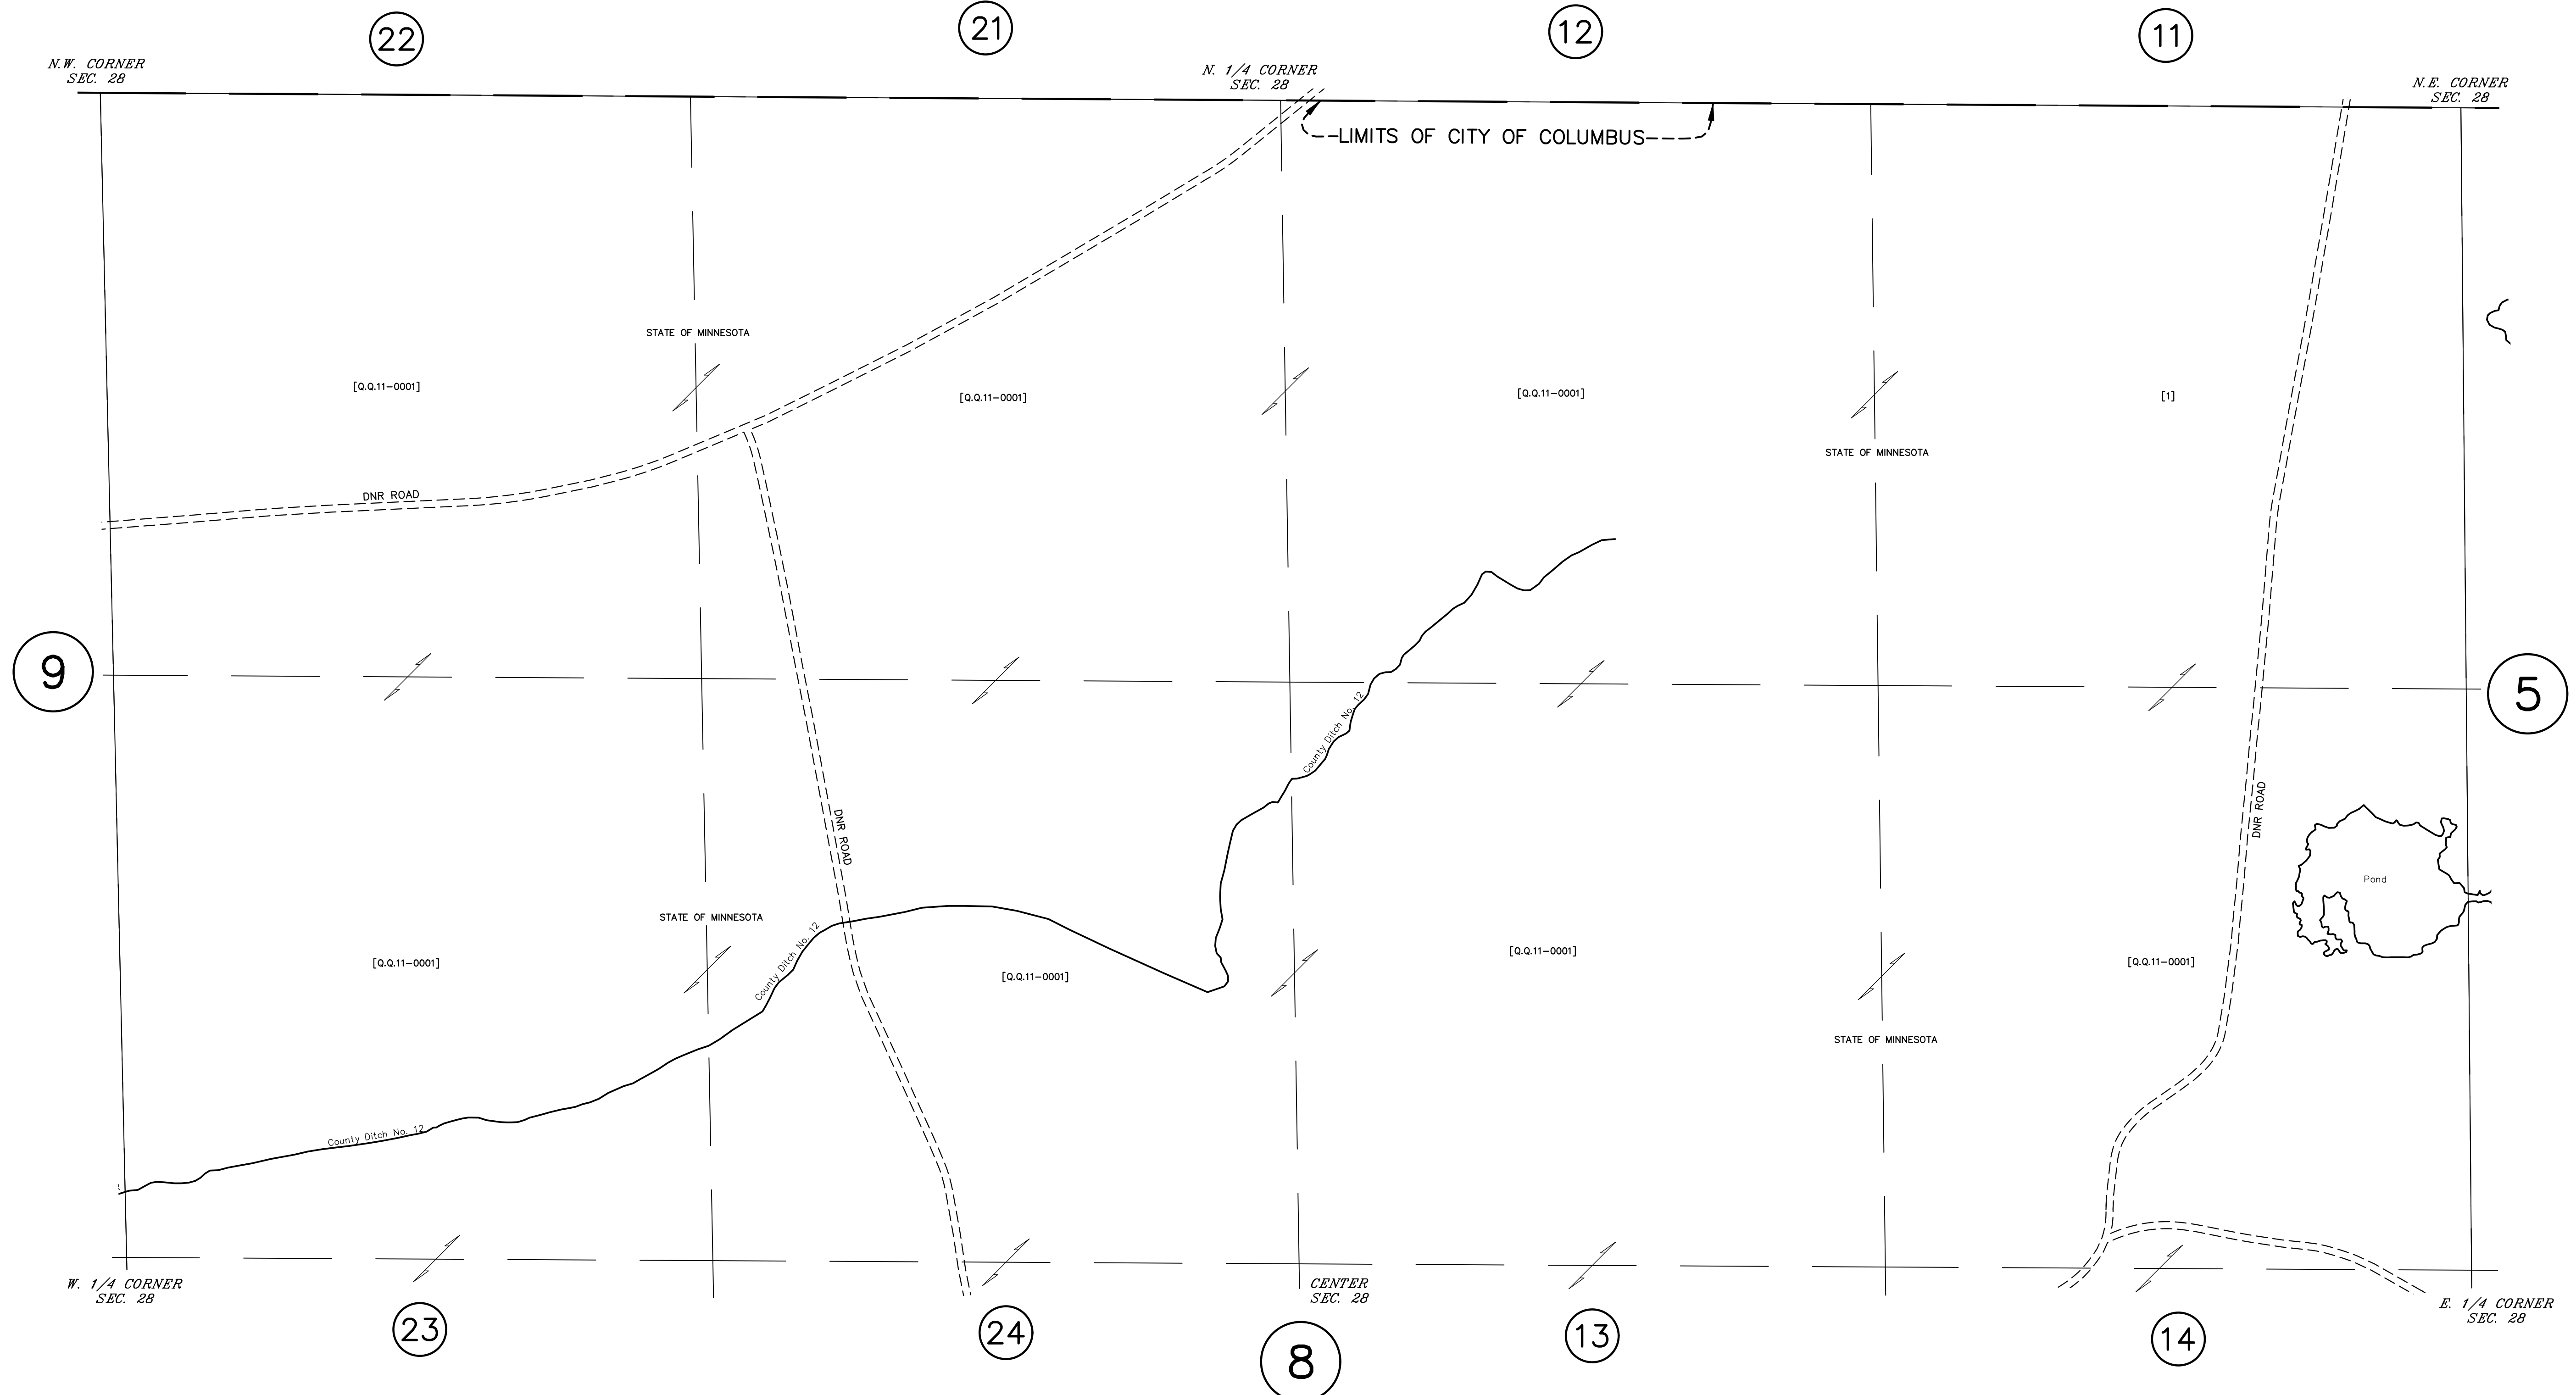 22
21
12
11
N.W. CORNER
SEC. 28
N. 1/4 CORNER
SEC. 28
N.E. CORNER
SEC. 28
LIMITS OF CITY OF COLUMBUS
STATE OF MINNESOTA
[Q.Q.11-0001]
[Q.Q.11-0001]
[Q.Q.11-0001]
[1]
STATE OF MINNESOTA
DNR ROAD
9
5
County Ditch No. 12
DNR ROAD
DNR ROAD
Pond
STATE OF MINNESOTA
County Ditch No. 12
[Q.Q.11-0001]
[Q.Q.11-0001]
[Q.Q.11-0001]
[Q.Q.11-0001]
STATE OF MINNESOTA
County Ditch No. 12
W. 1/4 CORNER
SEC. 28
CENTER
SEC. 28
E. 1/4 CORNER
SEC. 28
23
24
13
14
8